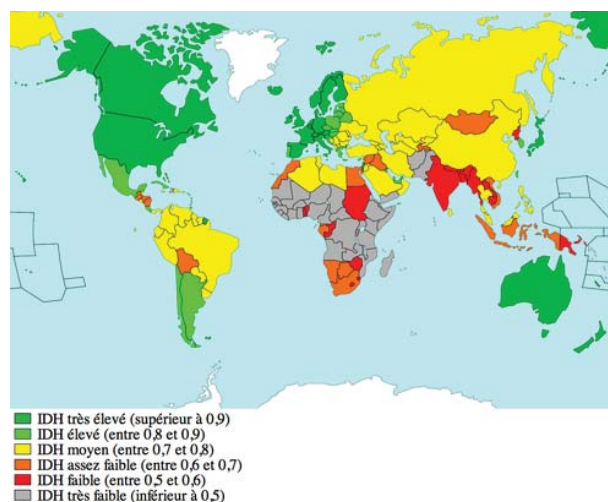 IDH très élevé (supérieur à 0,9)
IDH élevé (entre 0,8 et 0,9)
IDH moyen (entre 0,7 et 0,8)
IDH assez faible (entre 0,6 et 0,7)
IDH faible (entre 0,5 et 0,6)
IDH très faible (inférieur à 0,5)